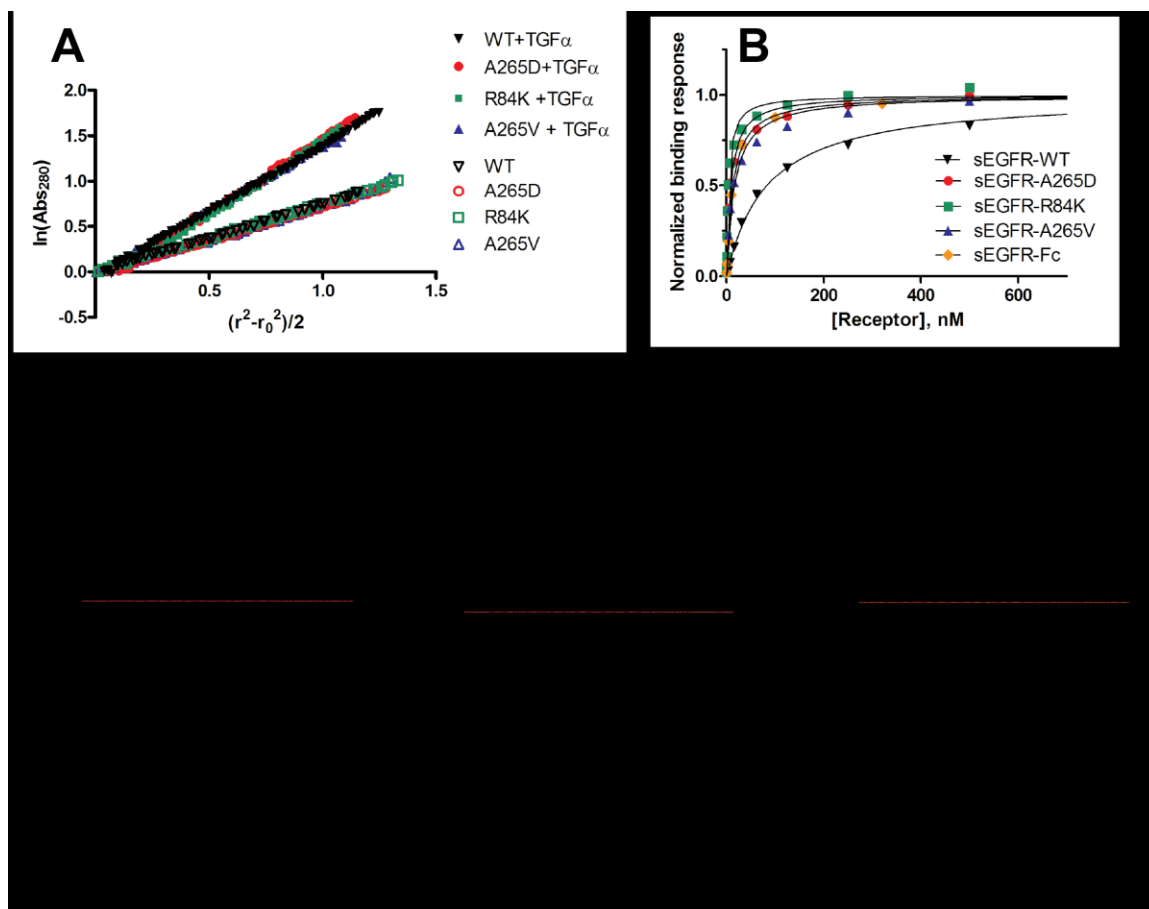 A
WT+TGFα
A265D+TGFα
R84K +TGFα
A265V + TGFα
WT
A265D
R84K
A265V
ln(Abs280)
2.0
1.5
1.0
0.5
0.0
-0.5
0.5
1.0
1.5
(r²-r₀²)/2
B
Normalized binding response
1.0
0.5
0.0
sEGFR-WT
sEGFR-A265D
sEGFR-R84K
sEGFR-A265V
sEGFR-Fc
0
200
400
600
[Receptor], nM